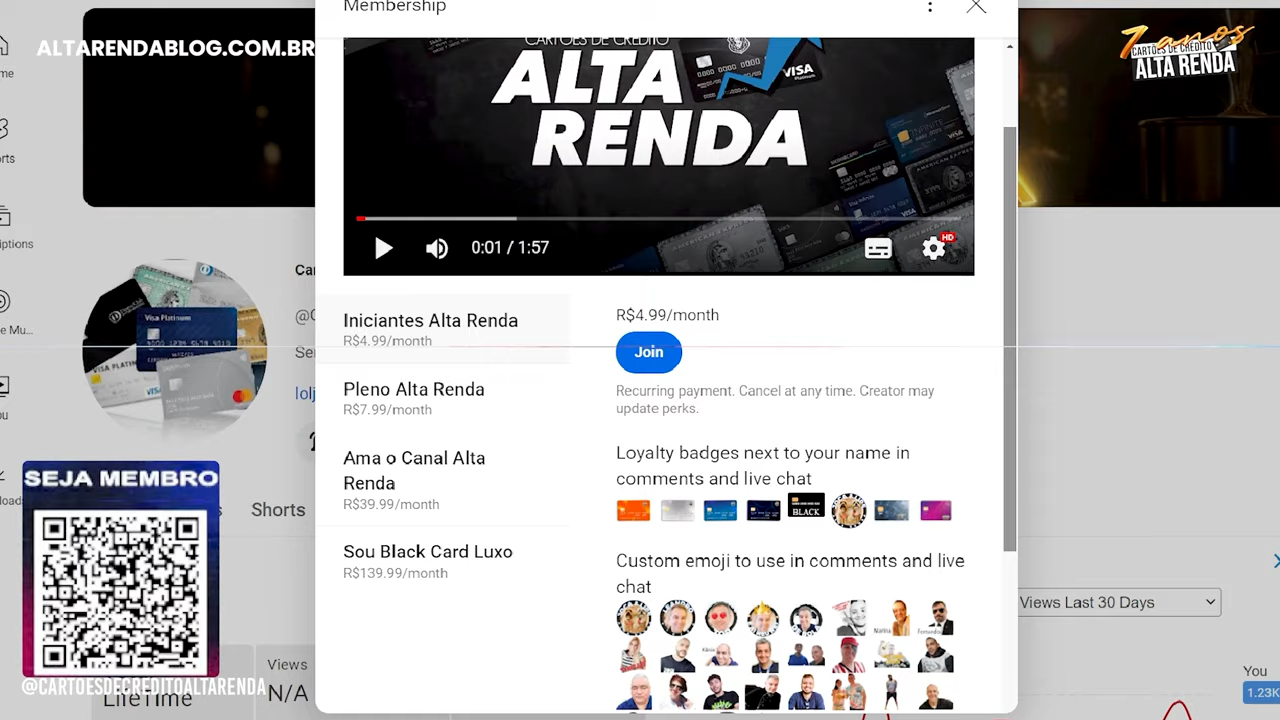 Membership
ALTARENDABLOG.COM.BR
7 anos
CARTÕES DE CRÉDITO
ALTA RENDA
CARTÕES DE CRÉDITO
ALTA
RENDA
VISA
0:01 / 1:57
HD
Visa Platinum
Iniciantes Alta Renda
R$4.99/month
Pleno Alta Renda
R$7.99/month
Ama o Canal Alta
Renda
R$39.99/month
Sou Black Card Luxo
R$139.99/month
R$4.99/month
Join
Recurring payment. Cancel at any time. Creator may
update perks.
Loyalty badges next to your name in
comments and live chat
BLACK
Custom emoji to use in comments and live
chat
SEJA MEMBRO
Shorts
@CARTOESDECREDITOALTARENDA
LifeTime
Views
N/A
Views Last 30 Days
You
1.23K